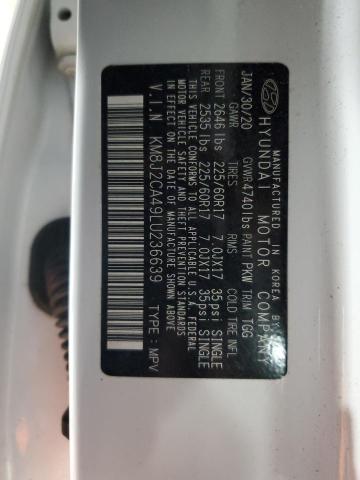 MANUFACTURED IN KOREA BY
HYUNDAI MOTOR COMPANY
JAN/30/20 GVWR 4740 lbs PAINT PKW TRIM TGG
GAWR TIRES RIMS COLD TIRE INFL
FRONT 2646 lbs 225/60R17 7.0JX17 35psi SINGLE
REAR 2535 lbs 225/60R17 7.0JX17 35psi SINGLE
THIS VEHICLE CONFORMS TO ALL APPLICABLE U.S.A. FEDERAL
MOTOR VEHICLE SAFETY AND THEFT PREVENTION STANDARDS
IN EFFECT ON THE DATE OF MANUFACTURE SHOWN ABOVE
V.I.N KM8J2CA49LU236639 TYPE: MPV